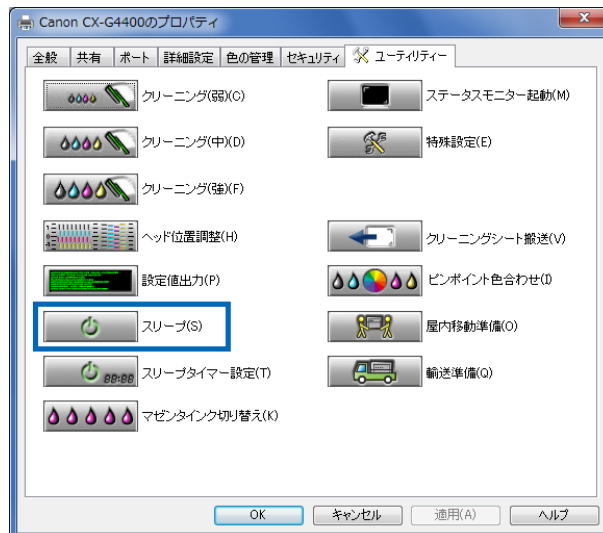 Canon CX-G4400のプロパティ
全般 共有 ポート 詳細設定 色の管理 セキュリティ ユーティリティー
クリーニング(弱)(C) ステータスモニター起動(M)
クリーニング(中)(D) 特殊設定(E)
クリーニング(強)(F)
ヘッド位置調整(H) クリーニングシート搬送(V)
設定値出力(P) ピンポイント色合わせ(I)
スリープ(S) 屋内移動準備(O)
88:88 スリープタイマー設定(T) 輸送準備(Q)
マゼンタインク切り替え(K)
OK キャンセル 適用(A) ヘルプ